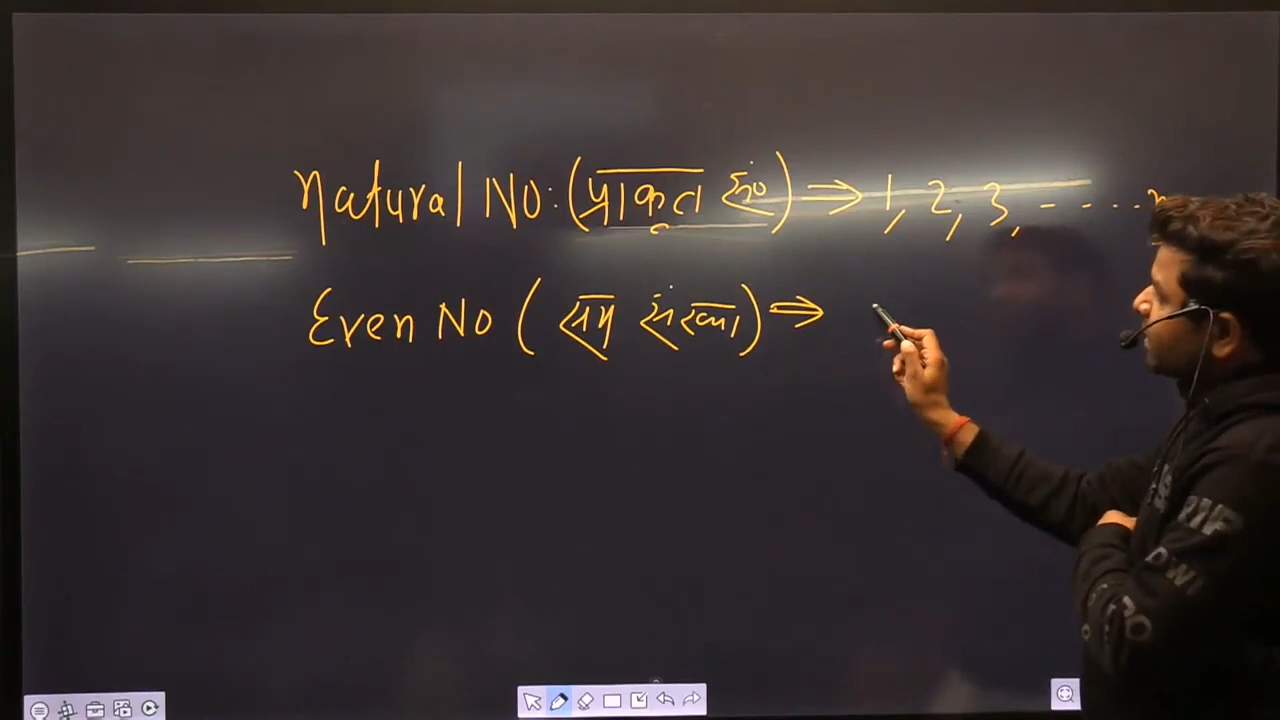 Natural No: (प्राकृत सं०) → 1, 2, 3, - - . . . n
Even No ( सम संख्या) ⇒